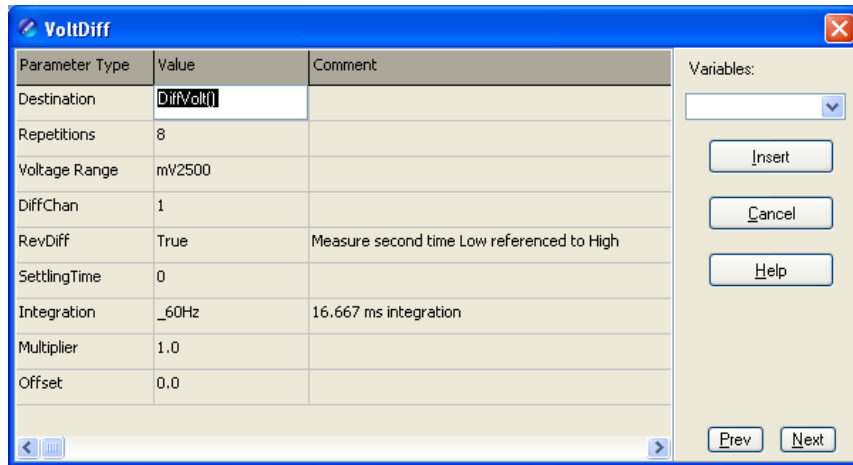 VoltDiff
Parameter Type Value Comment
Destination DiffVolt()
Repetitions 8
Voltage Range mV2500
DiffChan 1
RevDiff True Measure second time Low referenced to High
SettlingTime 0
Integration _60Hz 16.667 ms integration
Multiplier 1.0
Offset 0.0
Variables:
Insert
Cancel
Help
Prev Next